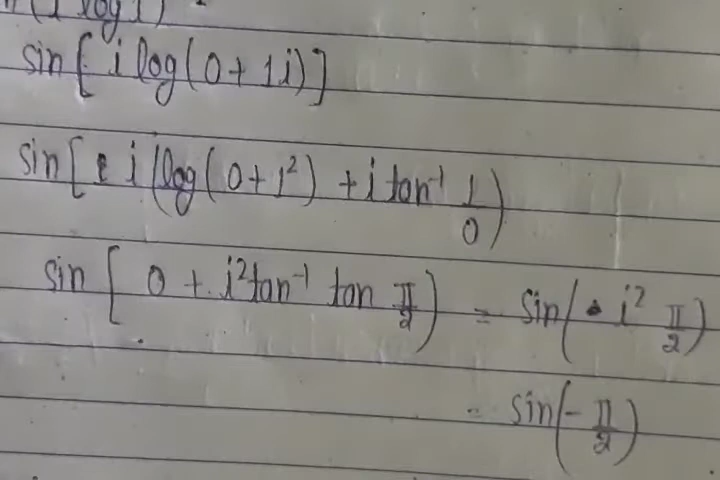 (i log i)
sin[ i log(0 + 1i)]
sin[ i (log(0+1²) + i tan⁻¹ 1/0)
sin [ 0 + i² tan⁻¹ tan π/2 ) = sin( i² π/2)
= sin(- π/2)